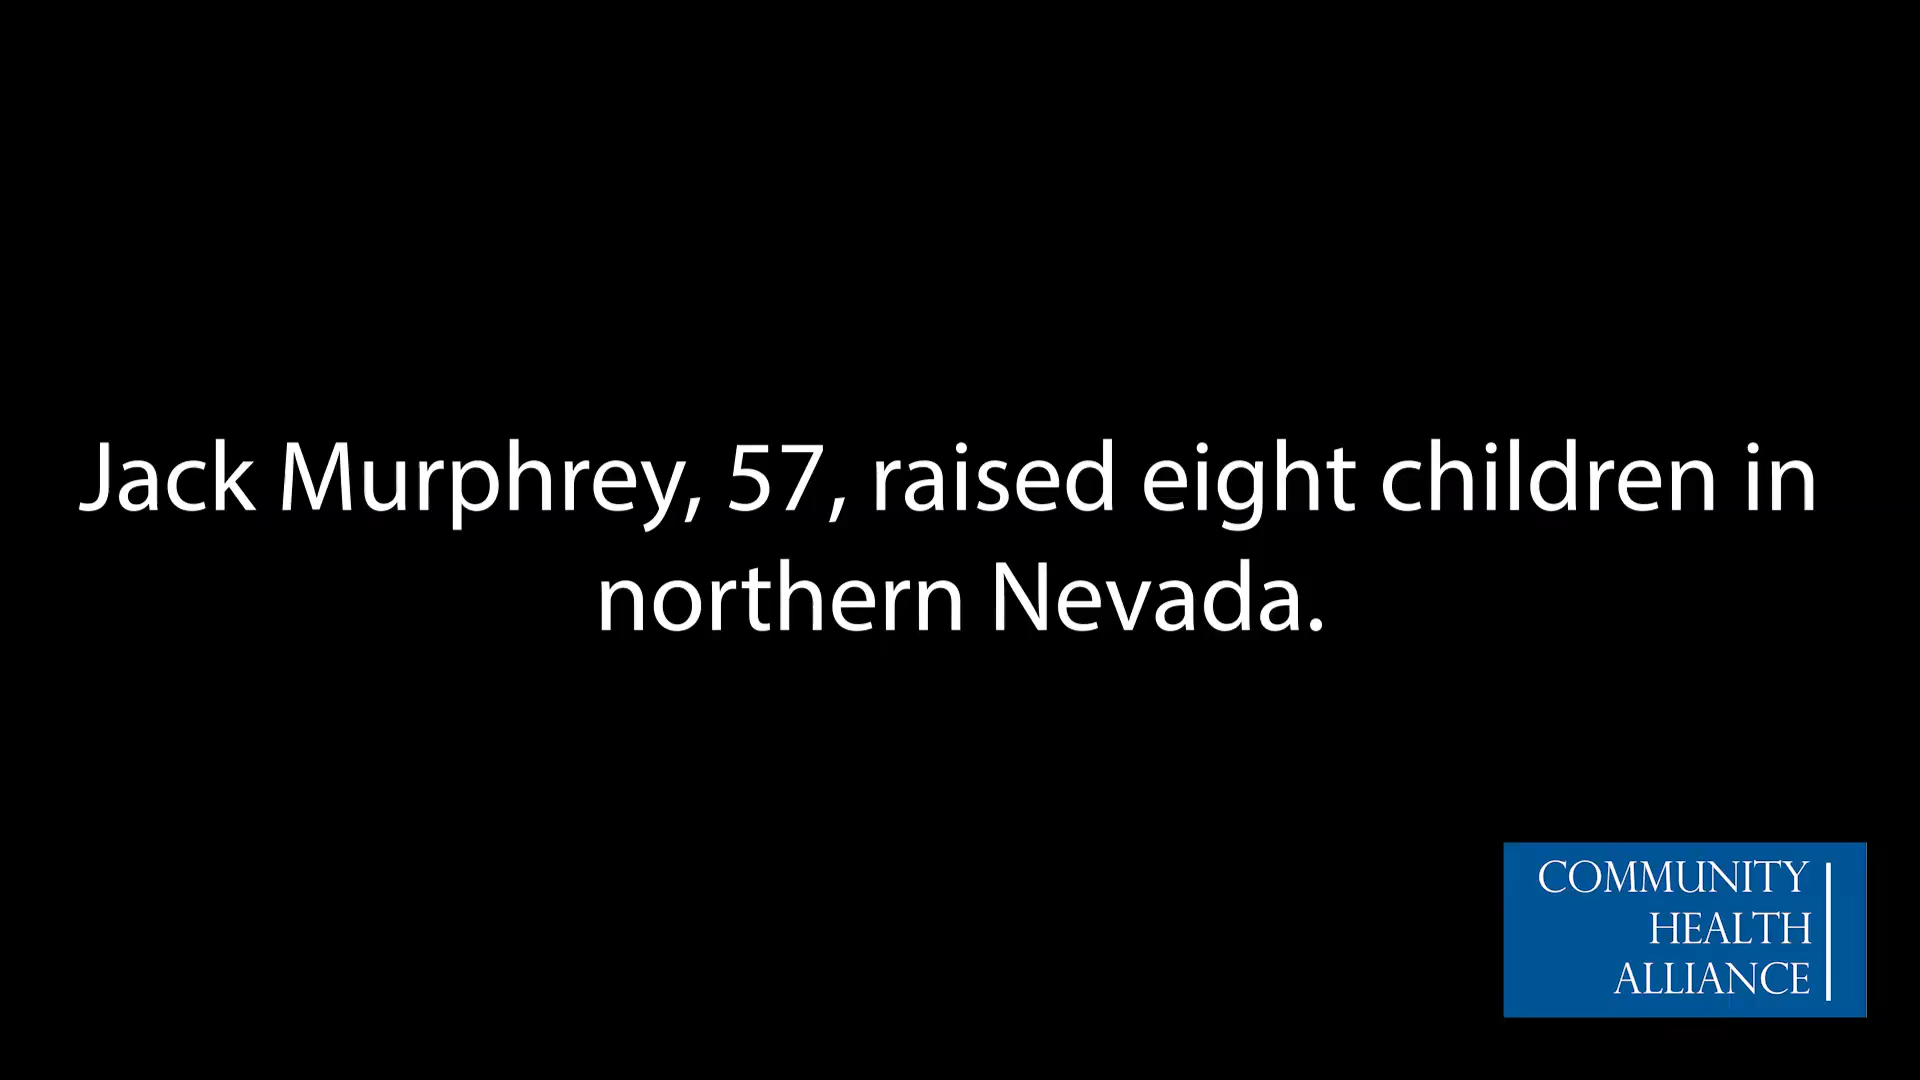 Jack Murphrey, 57, raised eight children in
northern Nevada.
COMMUNITY
HEALTH
ALLIANCE